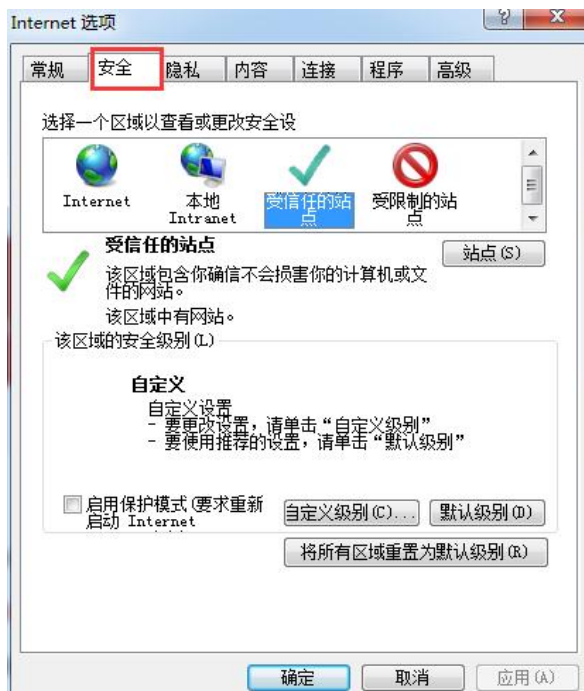 Internet 选项
常规 安全 隐私 内容 连接 程序 高级
选择一个区域以查看或更改安全设
Internet 本地 受信任的站 受限制的站
Intranet 点 点
受信任的站点 站点(S)
该区域包含你确信不会损害你的计算机或文
件的网站。
该区域中有网站。
该区域的安全级别(L)
自定义
自定义设置
- 要更改设置，请单击“自定义级别”
- 要使用推荐的设置，请单击“默认级别”
启用保护模式(要求重新 自定义级别(C)... 默认级别(D)
启动 Internet
将所有区域重置为默认级别(R)
确定 取消 应用(A)